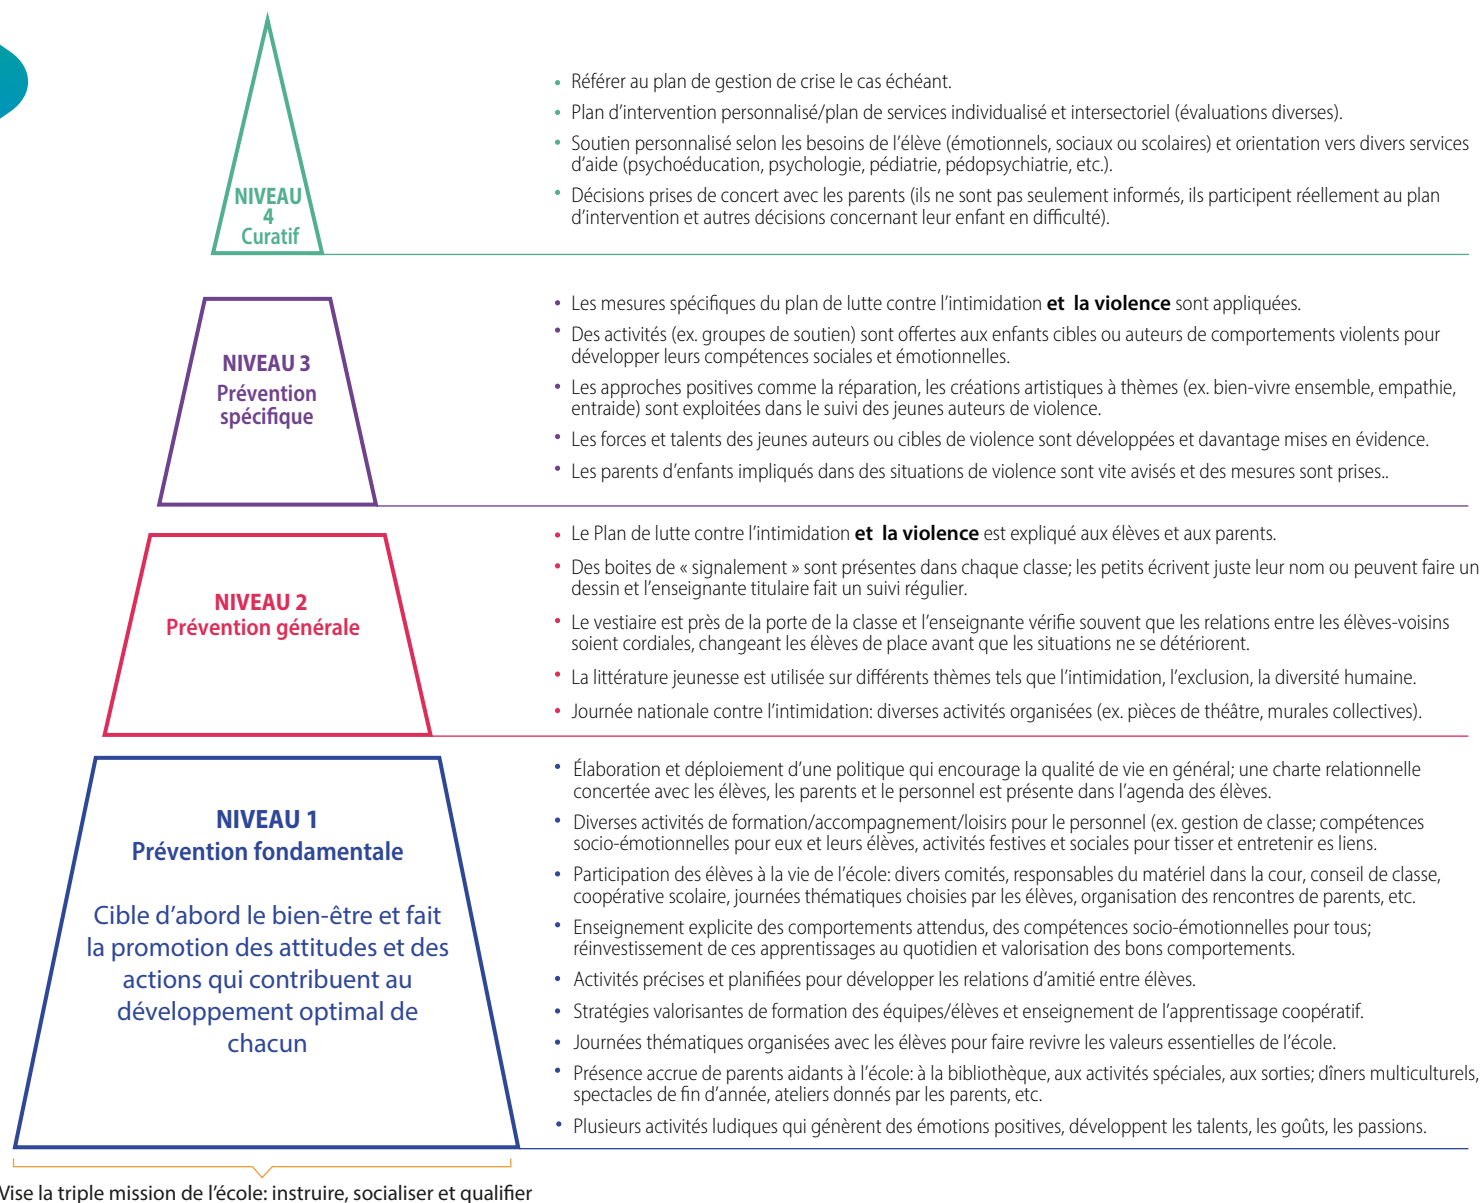 NIVEAU
4
Curatif
• Référer au plan de gestion de crise le cas échéant.
• Plan d'intervention personnalisé/plan de services individualisé et intersectoriel (évaluations diverses).
• Soutien personnalisé selon les besoins de l'élève (émotionnels, sociaux ou scolaires) et orientation vers divers services
d'aide (psychoéducation, psychologie, pédiatrie, pédopsychiatrie, etc.).
• Décisions prises de concert avec les parents (ils ne sont pas seulement informés, ils participent réellement au plan
d'intervention et autres décisions concernant leur enfant en difficulté).
NIVEAU 3
Prévention
spécifique
• Les mesures spécifiques du plan de lutte contre l'intimidation et la violence sont appliquées.
• Des activités (ex. groupes de soutien) sont offertes aux enfants cibles ou auteurs de comportements violents pour
développer leurs compétences sociales et émotionnelles.
• Les approches positives comme la réparation, les créations artistiques à thèmes (ex. bien-vivre ensemble, empathie,
entraide) sont exploitées dans le suivi des jeunes auteurs de violence.
• Les forces et talents des jeunes auteurs ou cibles de violence sont développées et davantage mises en évidence.
• Les parents d'enfants impliqués dans des situations de violence sont vite avisés et des mesures sont prises..
NIVEAU 2
Prévention générale
• Le Plan de lutte contre l'intimidation et la violence est expliqué aux élèves et aux parents.
• Des boites de « signalement » sont présentes dans chaque classe; les petits écrivent juste leur nom ou peuvent faire un
dessin et l'enseignante titulaire fait un suivi régulier.
• Le vestiaire est près de la porte de la classe et l'enseignante vérifie souvent que les relations entre les élèves-voisins
soient cordiales, changeant les élèves de place avant que les situations ne se détériorent.
• La littérature jeunesse est utilisée sur différents thèmes tels que l'intimidation, l'exclusion, la diversité humaine.
• Journée nationale contre l'intimidation: diverses activités organisées (ex. pièces de théâtre, murales collectives).
NIVEAU 1
Prévention fondamentale
Cible d'abord le bien-être et fait
la promotion des attitudes et des
actions qui contribuent au
développement optimal de
chacun
• Élaboration et déploiement d'une politique qui encourage la qualité de vie en général; une charte relationnelle
concertée avec les élèves, les parents et le personnel est présente dans l'agenda des élèves.
• Diverses activités de formation/accompagnement/loisirs pour le personnel (ex. gestion de classe; compétences
socio-émotionnelles pour eux et leurs élèves, activités festives et sociales pour tisser et entretenir es liens.
• Participation des élèves à la vie de l'école: divers comités, responsables du matériel dans la cour, conseil de classe,
coopérative scolaire, journées thématiques choisies par les élèves, organisation des rencontres de parents, etc.
• Enseignement explicite des comportements attendus, des compétences socio-émotionnelles pour tous;
réinvestissement de ces apprentissages au quotidien et valorisation des bons comportements.
• Activités précises et planifiées pour développer les relations d'amitié entre élèves.
• Stratégies valorisantes de formation des équipes/élèves et enseignement de l'apprentissage coopératif.
• Journées thématiques organisées avec les élèves pour faire revivre les valeurs essentielles de l'école.
• Présence accrue de parents aidants à l'école: à la bibliothèque, aux activités spéciales, aux sorties; dîners multiculturels,
spectacles de fin d'année, ateliers donnés par les parents, etc.
• Plusieurs activités ludiques qui génèrent des émotions positives, développent les talents, les goûts, les passions.
Vise la triple mission de l'école: instruire, socialiser et qualifier